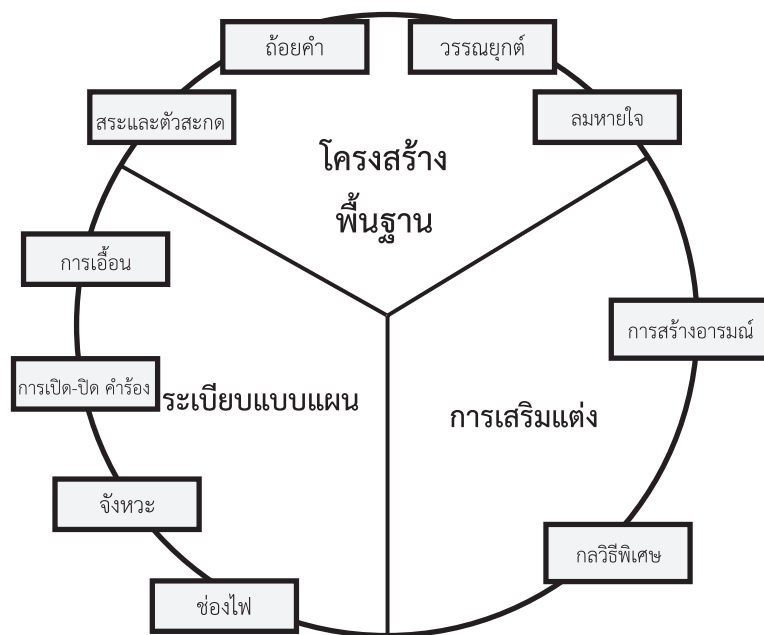 ถ้อยคำ
วรรณยุกต์
สระและตัวสะกด
ลมหายใจ
โครงสร้าง
พื้นฐาน
การเอื้อน
การสร้างอารมณ์
การเปิด-ปิด คำร้อง
ระเบียบแบบแผน
การเสริมแต่ง
จังหวะ
กลวิธีพิเศษ
ช่องไฟ